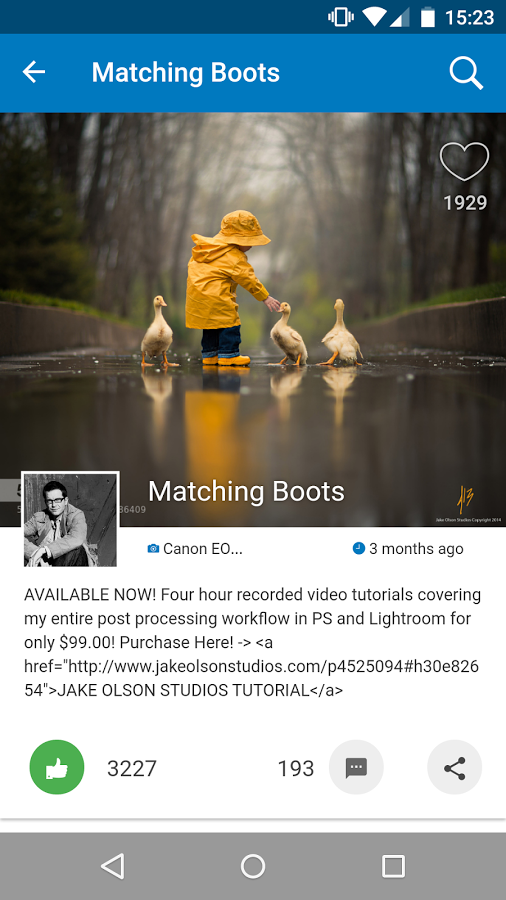 15:23
Matching Boots
1929
Matching Boots
86409
Jake Olson Studios Copyright 2014
Canon EO...
3 months ago
AVAILABLE NOW! Four hour recorded video tutorials covering
my entire post processing workflow in PS and Lightroom for
only $99.00! Purchase Here! -> <a
href="http://www.jakeolsonstudios.com/p4525094#h30e826
54">JAKE OLSON STUDIOS TUTORIAL</a>
3227
193